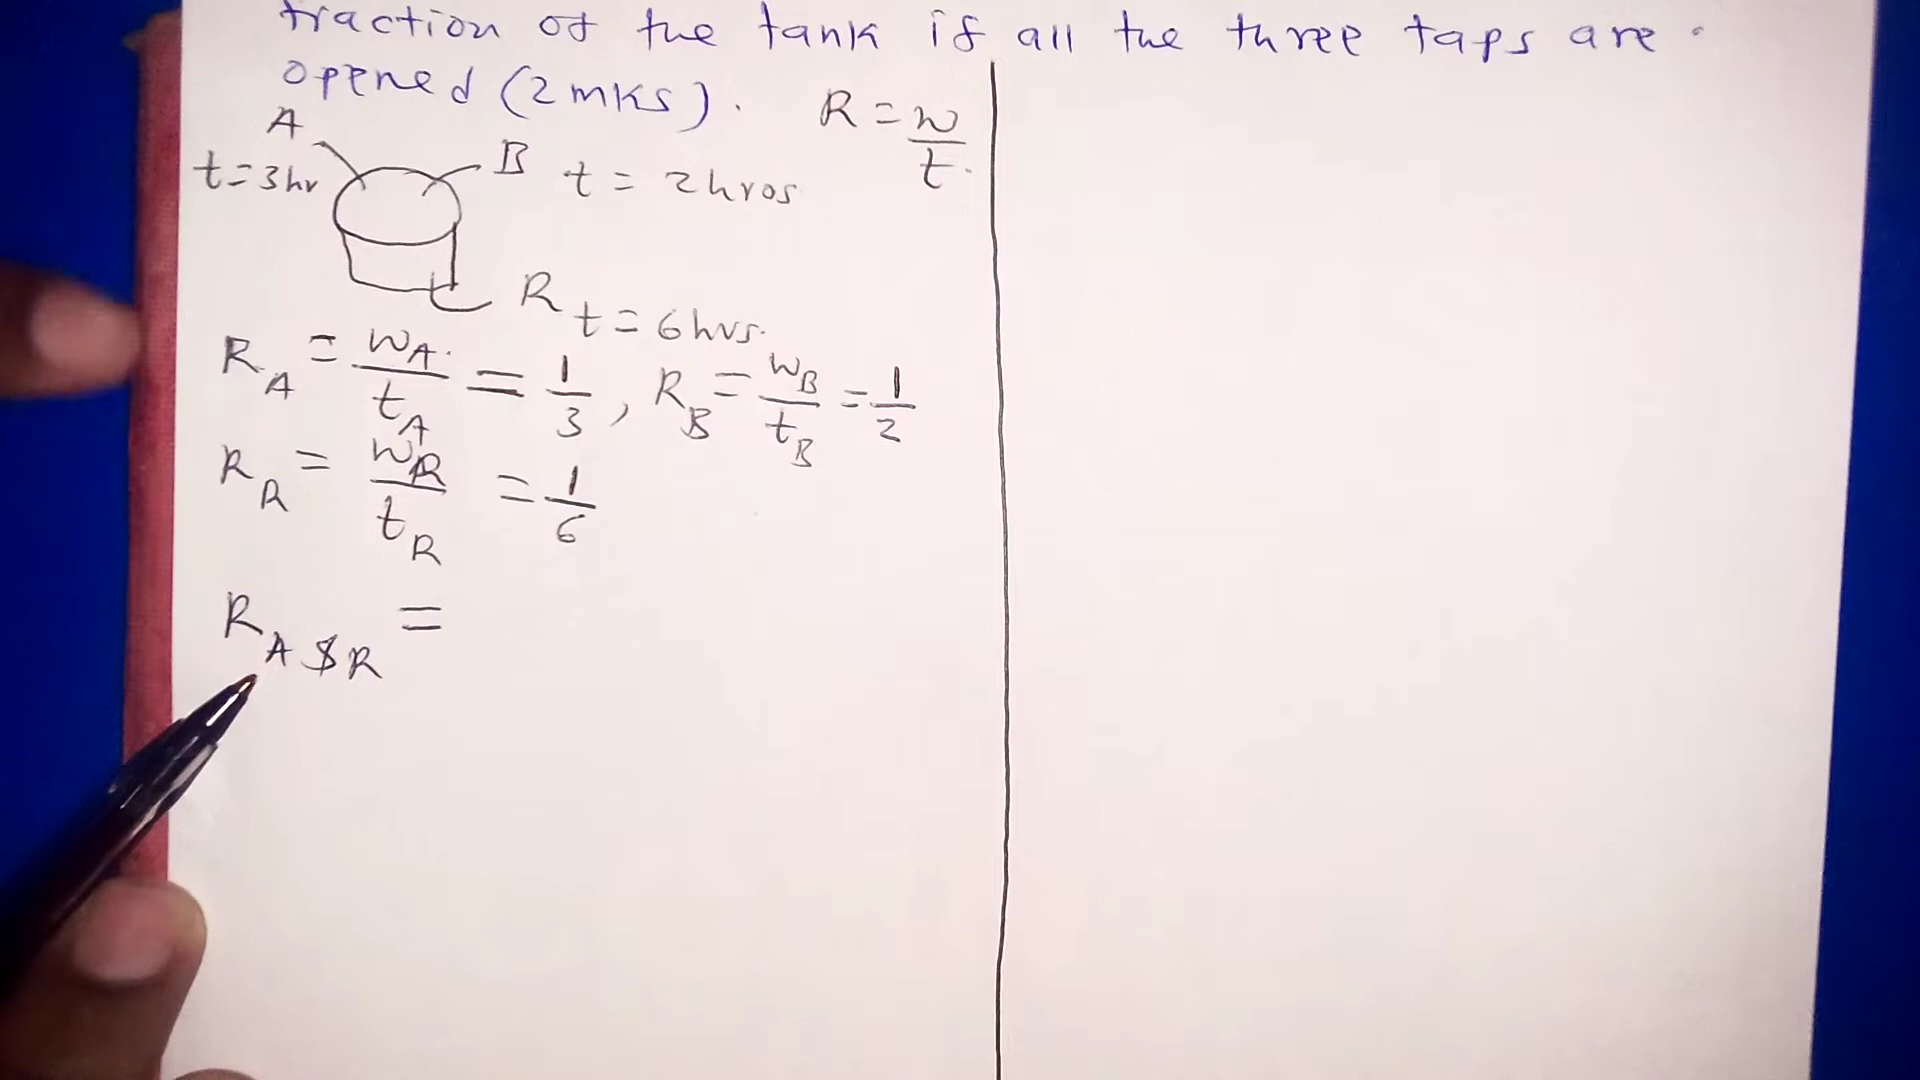 fraction of the tank if all the three taps are
opened (2mks).
R = w/t.
A
t=3hr
B t = 2hros
R t = 6hrs.
R_A = w_A/t_A = 1/3, R_B = w_B/t_B = 1/2
R_R = w_R/t_R = 1/6
R_A $ R =